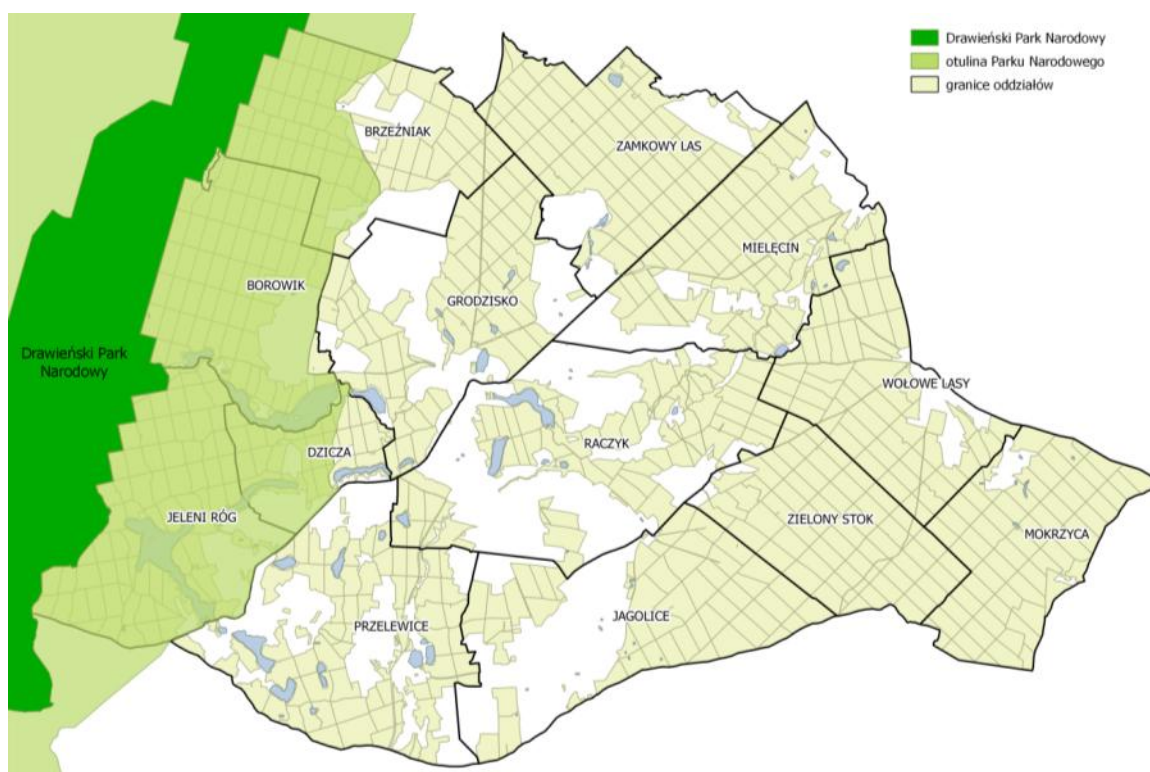 Drawieński Park Narodowy
otulina Parku Narodowego
granice oddziałów
BRZEŹNIAK
ZAMKOWY LAS
MIELĘCIN
BOROWIK
GRODZISKO
Drawieński Park
Narodowy
WOŁOWE LASY
RACZYK
DZICZA
JELENI RÓG
ZIELONY STOK
MOKRZYCA
JAGOLICE
PRZELEWICE